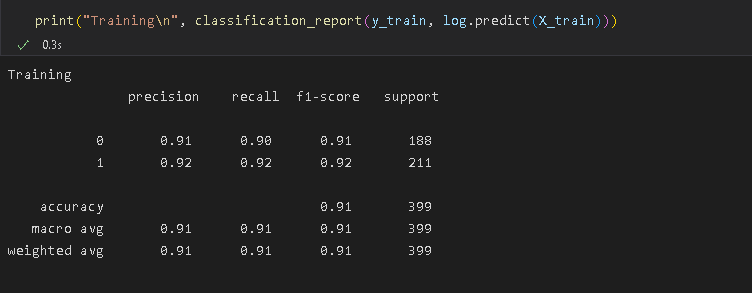 print("Training\n", classification_report(y_train, log.predict(X_train)))
✓ 0.3s
Training
precision recall f1-score support
0 0.91 0.90 0.91 188
1 0.92 0.92 0.92 211
accuracy 0.91 399
macro avg 0.91 0.91 0.91 399
weighted avg 0.91 0.91 0.91 399